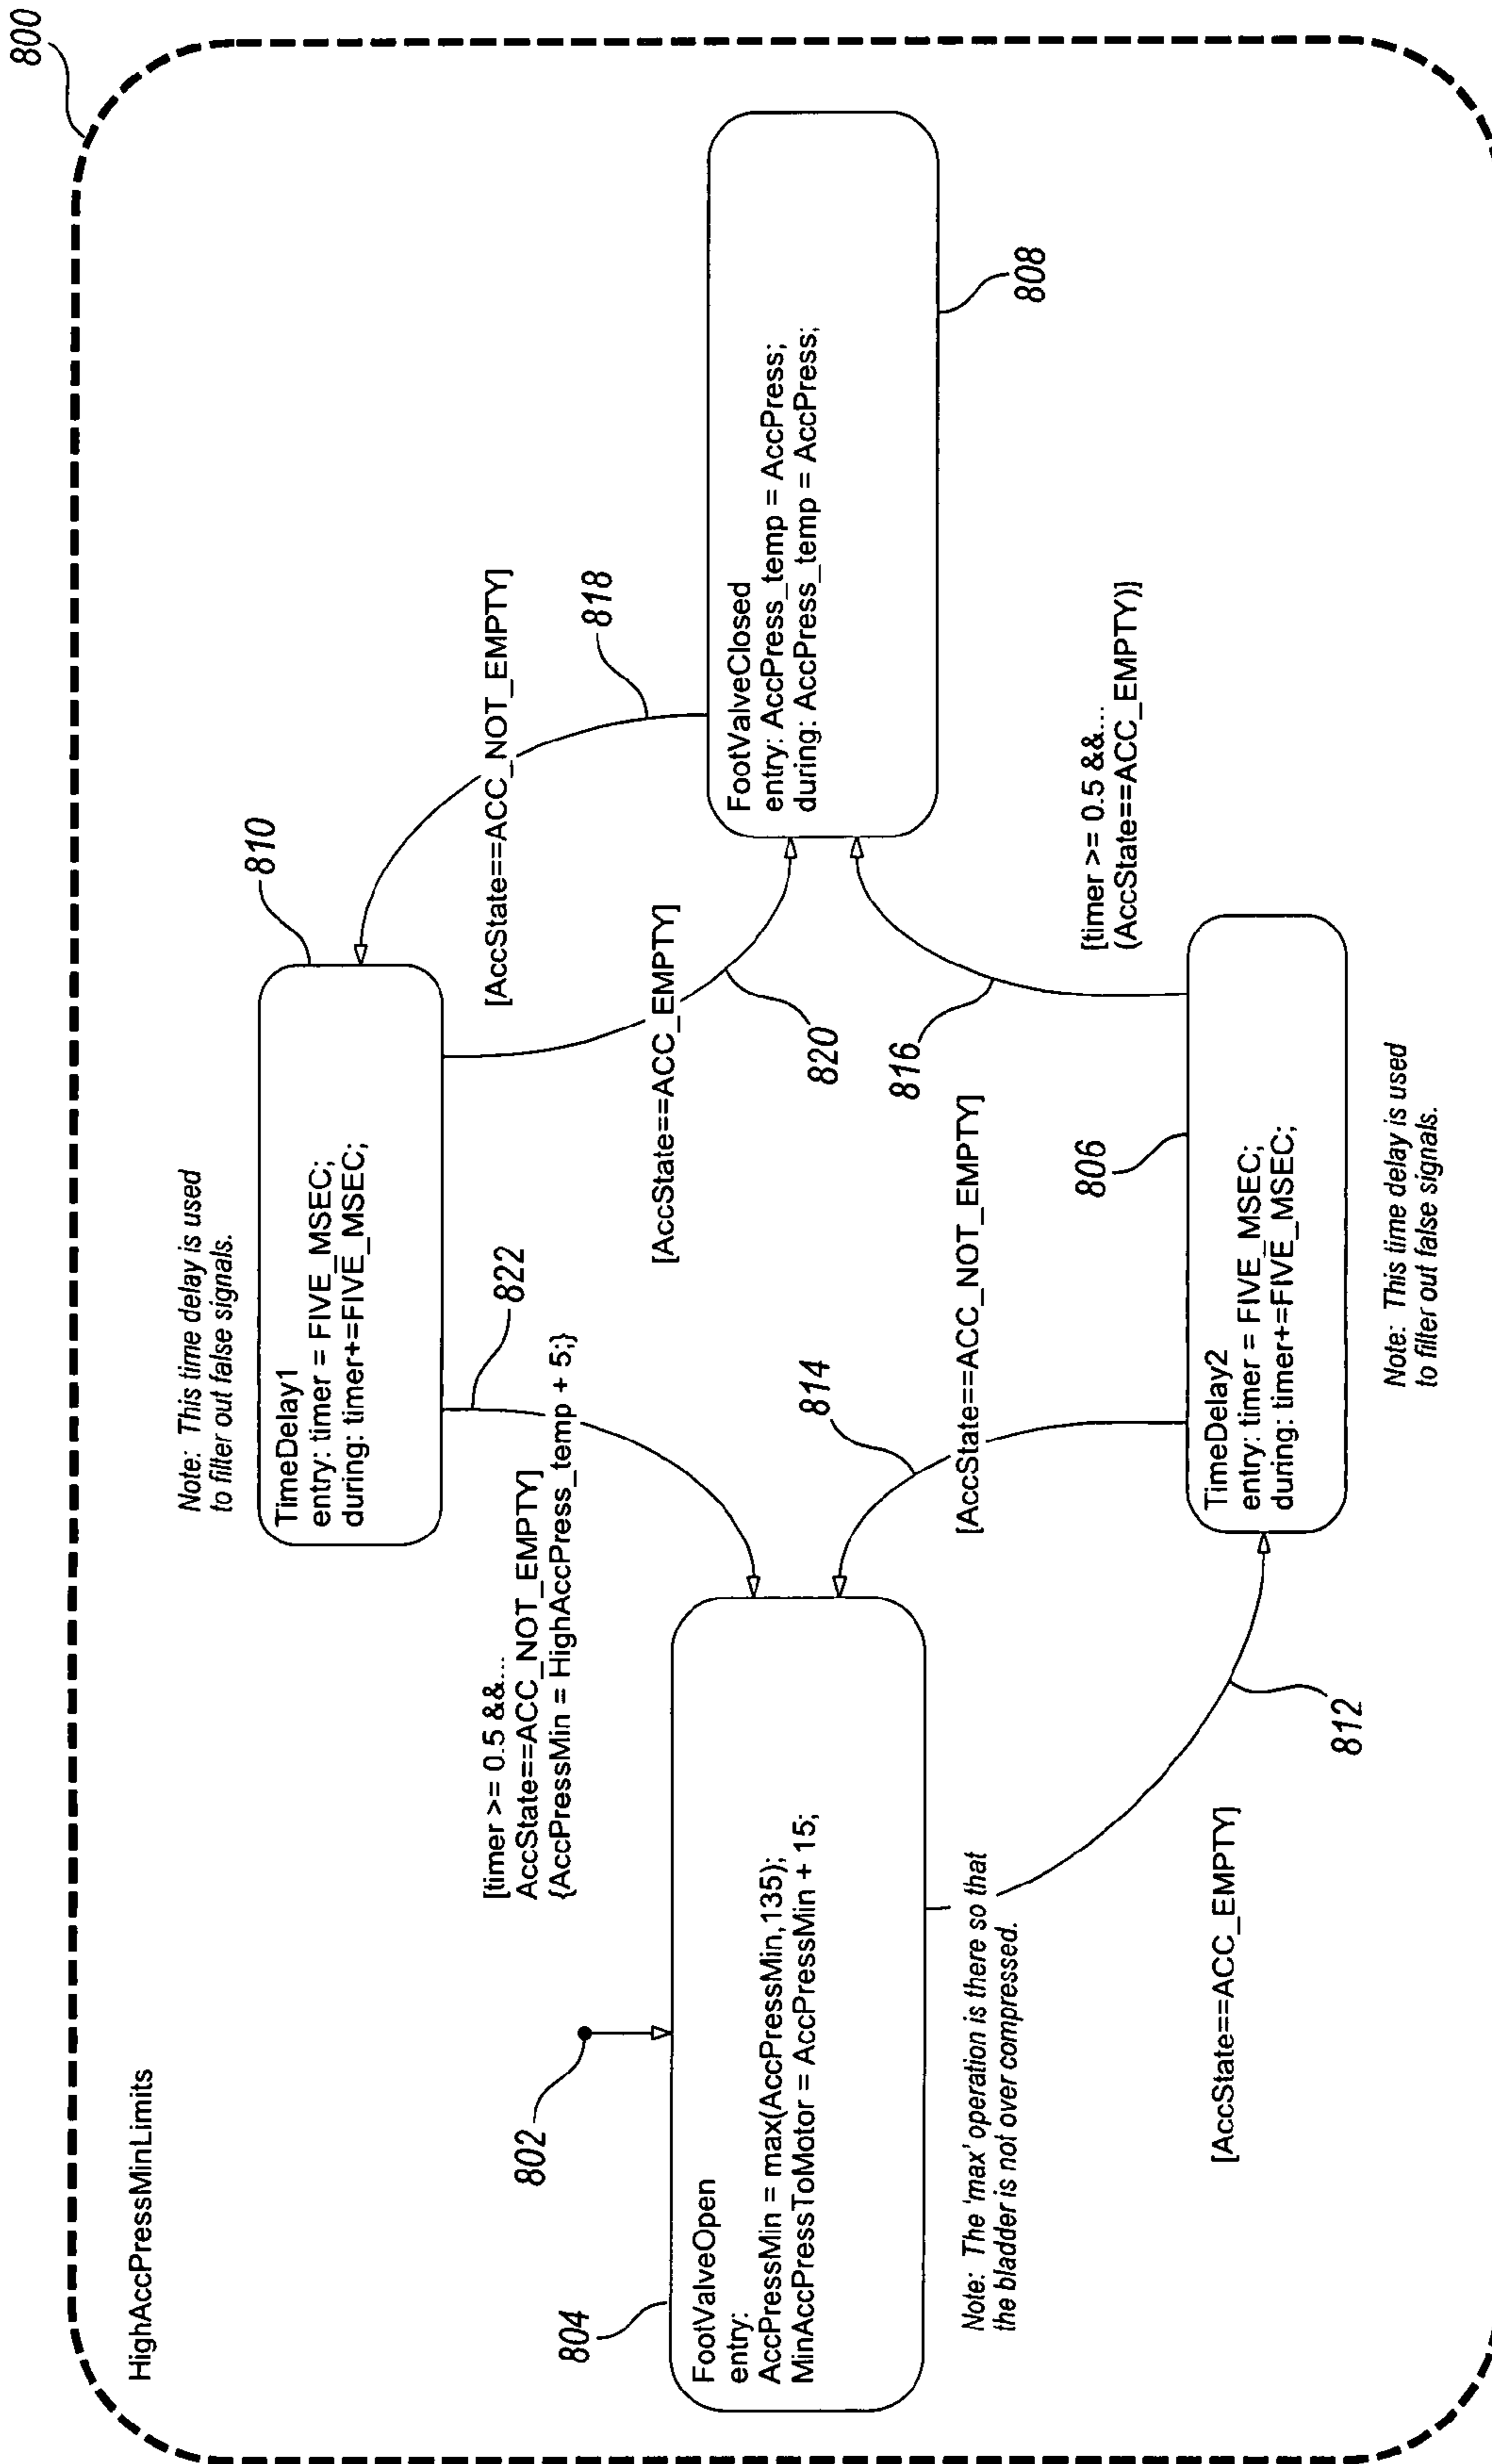 800
HighAccPressMinLimits
Note: This time delay is used
to filter out false signals.
TimeDelay1
entry: timer = FIVE_MSEC;
during: timer+=FIVE_MSEC;
810
[AccState==ACC_NOT_EMPTY]
818
822
[timer >= 0.5 &&...
AccState==ACC_NOT_EMPTY]
{AccPressMin = HighAccPress_temp + 5;}
[AccState==ACC_EMPTY]
820
802
804
FootValveOpen
entry:
AccPressMin = max(AccPressMin,135);
MinAccPressToMotor = AccPressMin + 15;
FootValveClosed
entry: AccPress_temp = AccPress;
during: AccPress_temp = AccPress;
808
814
816
[AccState==ACC_NOT_EMPTY]
[timer >= 0.5 &&...
(AccState==ACC_EMPTY)]
Note: The 'max' operation is there so that
the bladder is not over compressed.
806
TimeDelay2
entry: timer = FIVE_MSEC;
during: timer+=FIVE_MSEC;
812
[AccState==ACC_EMPTY]
Note: This time delay is used
to filter out false signals.